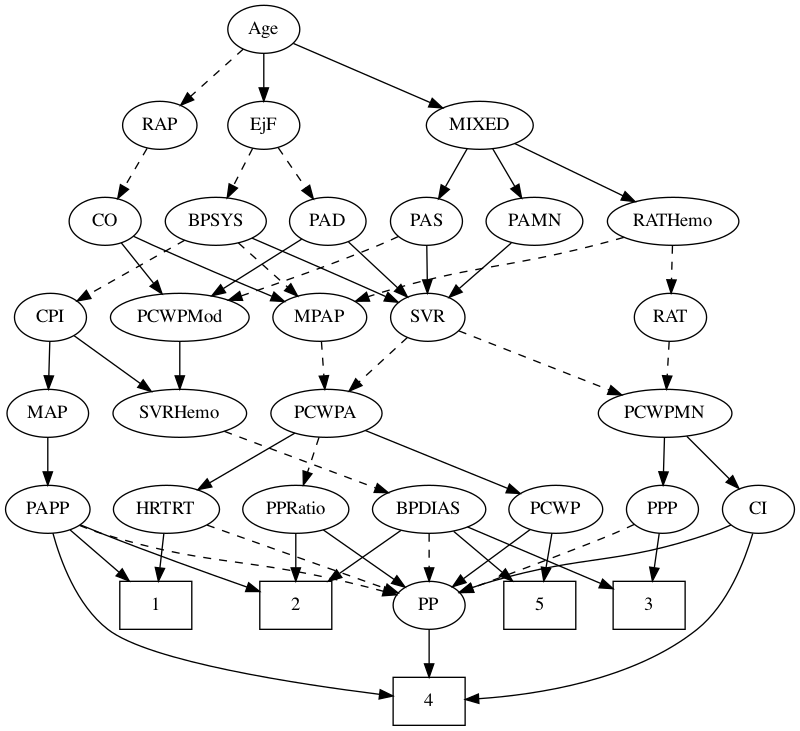 Age
RAP EjF MIXED
CO BPSYS PAD PAS PAMN RATHemo
CPI PCWPMod MPAP SVR RAT
MAP SVRHemo PCWPA PCWPMN
PAPP HRTRT PPRatio BPDIAS PCWP PPP CI
1 2 PP 5 3
4